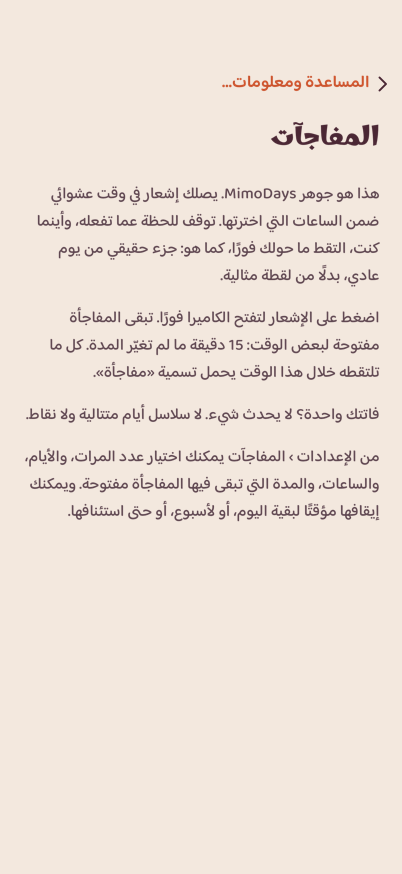 المساعدة ومعلومات...
المفاجآت
هذا هو جوهر MimoDays. يصلك إشعار في وقت عشوائي
ضمن الساعات التي اخترتها. توقف للحظة عما تفعله، وأينما
كنت، التقط ما حولك فورًا، كما هو: جزء حقيقي من يوم
عادي، بدلًا من لقطة مثالية.
اضغط على الإشعار لتفتح الكاميرا فورًا. تبقى المفاجأة
مفتوحة لبعض الوقت: 15 دقيقة ما لم تغيّر المدة. كل ما
تلتقطه خلال هذا الوقت يحمل تسمية «مفاجأة».
فاتتك واحدة؟ لا يحدث شيء. لا سلاسل أيام متتالية ولا نقاط.
من الإعدادات › المفاجآت يمكنك اختيار عدد المرات، والأيام،
والساعات، والمدة التي تبقى فيها المفاجأة مفتوحة. ويمكنك
إيقافها مؤقتًا لبقية اليوم، أو لأسبوع، أو حتى استئنافها.